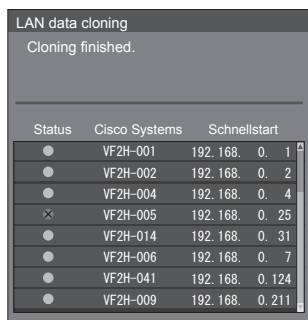 LAN data cloning
Cloning finished.
Status Cisco Systems Schnellstart
VF2H-001 192. 168. 0. 1
VF2H-002 192. 168. 0. 2
VF2H-004 192. 168. 0. 4
VF2H-005 192. 168. 0. 25
VF2H-014 192. 168. 0. 31
VF2H-006 192. 168. 0. 7
VF2H-041 192. 168. 0. 124
VF2H-009 192. 168. 0. 211